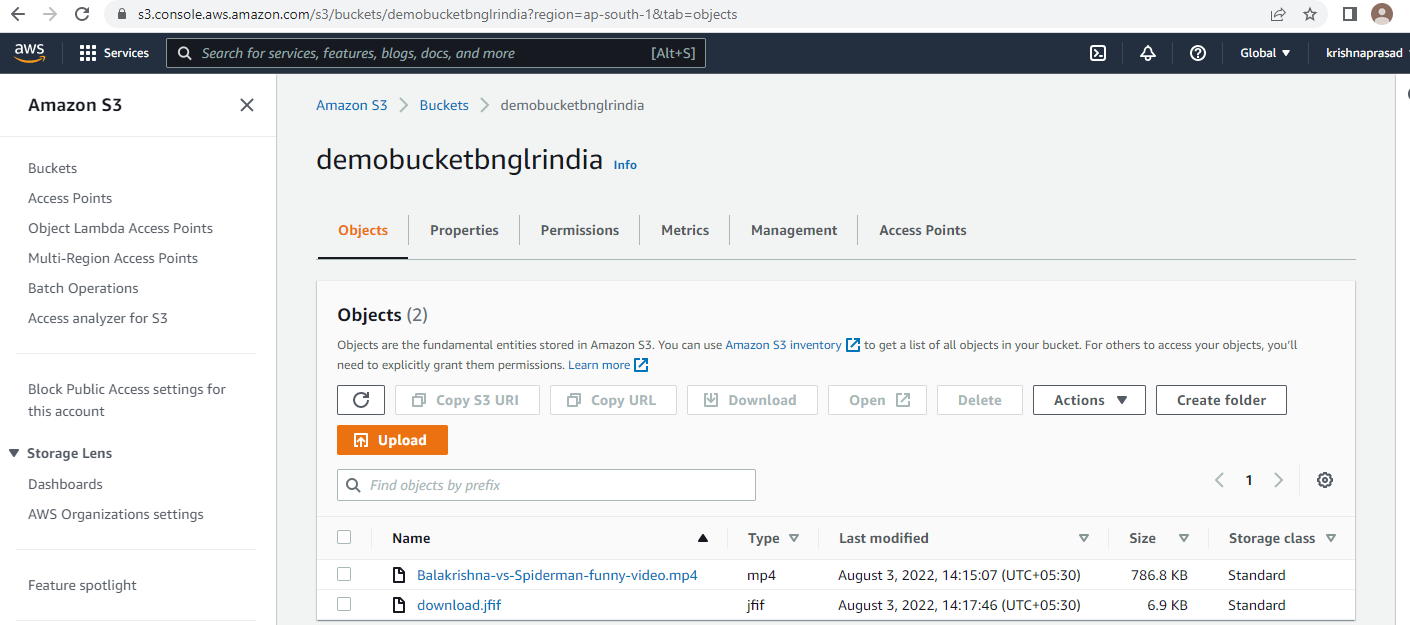 s3.console.aws.amazon.com/s3/buckets/demobucketbnglrindia?region=ap-south-1&tab=objects
aws Services Search for services, features, blogs, docs, and more [Alt+S] Global krishnaprasad
Amazon S3
Buckets
Access Points
Object Lambda Access Points
Multi-Region Access Points
Batch Operations
Access analyzer for S3
Block Public Access settings for
this account
Storage Lens
Dashboards
AWS Organizations settings
Feature spotlight
Amazon S3 Buckets demobucketbnglrindia
demobucketbnglrindia Info
Objects Properties Permissions Metrics Management Access Points
Objects (2)
Objects are the fundamental entities stored in Amazon S3. You can use Amazon S3 inventory to get a list of all objects in your bucket. For others to access your objects, you'll
need to explicitly grant them permissions. Learn more
Copy S3 URI Copy URL Download Open Delete Actions Create folder
Upload
Find objects by prefix 1
Name Type Last modified Size Storage class
Balakrishna-vs-Spiderman-funny-video.mp4 mp4 August 3, 2022, 14:15:07 (UTC+05:30) 786.8 KB Standard
download.jfif jfif August 3, 2022, 14:17:46 (UTC+05:30) 6.9 KB Standard